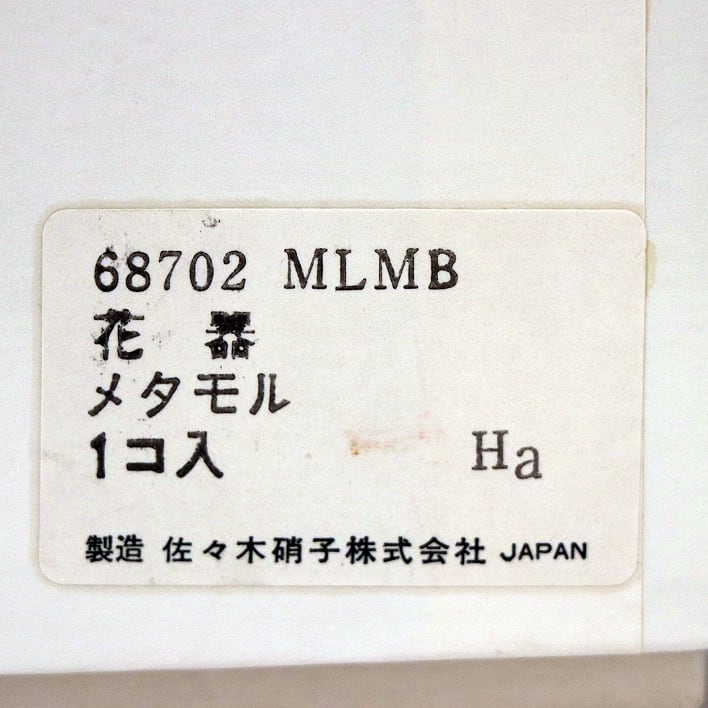 68702 MLMB
花 器
メタモル
1コ入 Ha
製造 佐々木硝子株式会社 JAPAN